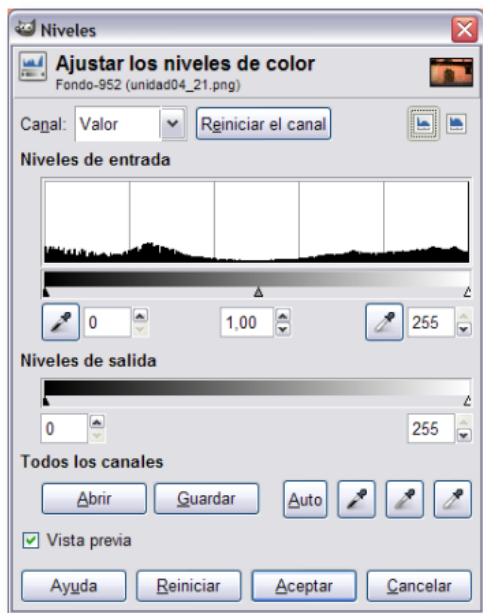 Niveles
Ajustar los niveles de color
Fondo-952 (unidad04_21.png)
Canal: Valor Reiniciar el canal
Niveles de entrada
0 1,00 255
Niveles de salida
0 255
Todos los canales
Abrir Guardar Auto
Vista previa
Ayuda Reiniciar Aceptar Cancelar